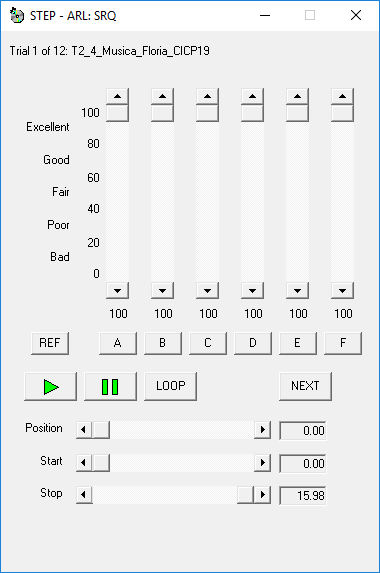 STEP - ARL: SRQ
Trial 1 of 12: T2_4_Musica_Floria_CICP19
100
Excellent
80
Good
60
Fair
40
Poor
20
Bad
0
100 100 100 100 100 100
REF A B C D E F
LOOP NEXT
Position 0.00
Start 0.00
Stop 15.98